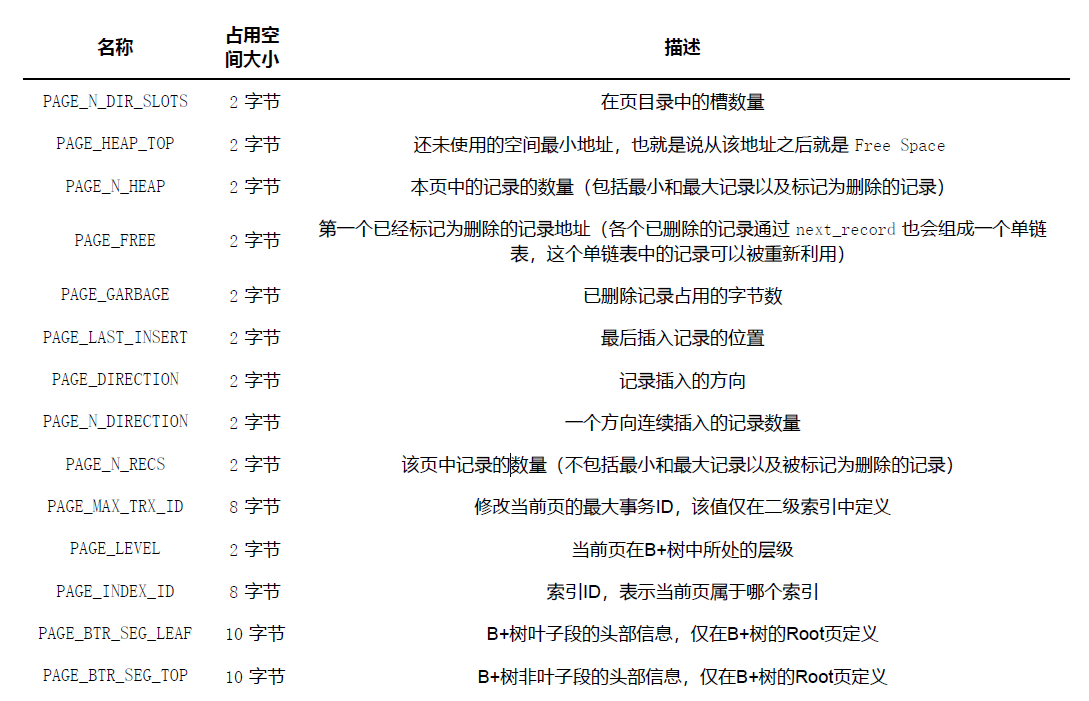 名称 占用空间大小 描述
PAGE_N_DIR_SLOTS 2 字节 在页目录中的槽数量
PAGE_HEAP_TOP 2 字节 还未使用的空间最小地址，也就是说从该地址之后就是 Free Space
PAGE_N_HEAP 2 字节 本页中的记录的数量（包括最小和最大记录以及标记为删除的记录）
PAGE_FREE 2 字节 第一个已经标记为删除的记录地址（各个已删除的记录通过 next_record 也会组成一个单链
表，这个单链表中的记录可以被重新利用）
PAGE_GARBAGE 2 字节 已删除记录占用的字节数
PAGE_LAST_INSERT 2 字节 最后插入记录的位置
PAGE_DIRECTION 2 字节 记录插入的方向
PAGE_N_DIRECTION 2 字节 一个方向连续插入的记录数量
PAGE_N_RECS 2 字节 该页中记录的数量（不包括最小和最大记录以及被标记为删除的记录）
PAGE_MAX_TRX_ID 8 字节 修改当前页的最大事务ID，该值仅在二级索引中定义
PAGE_LEVEL 2 字节 当前页在B+树中所处的层级
PAGE_INDEX_ID 8 字节 索引ID，表示当前页属于哪个索引
PAGE_BTR_SEG_LEAF 10 字节 B+树叶子段的头部信息，仅在B+树的Root页定义
PAGE_BTR_SEG_TOP 10 字节 B+树非叶子段的头部信息，仅在B+树的Root页定义